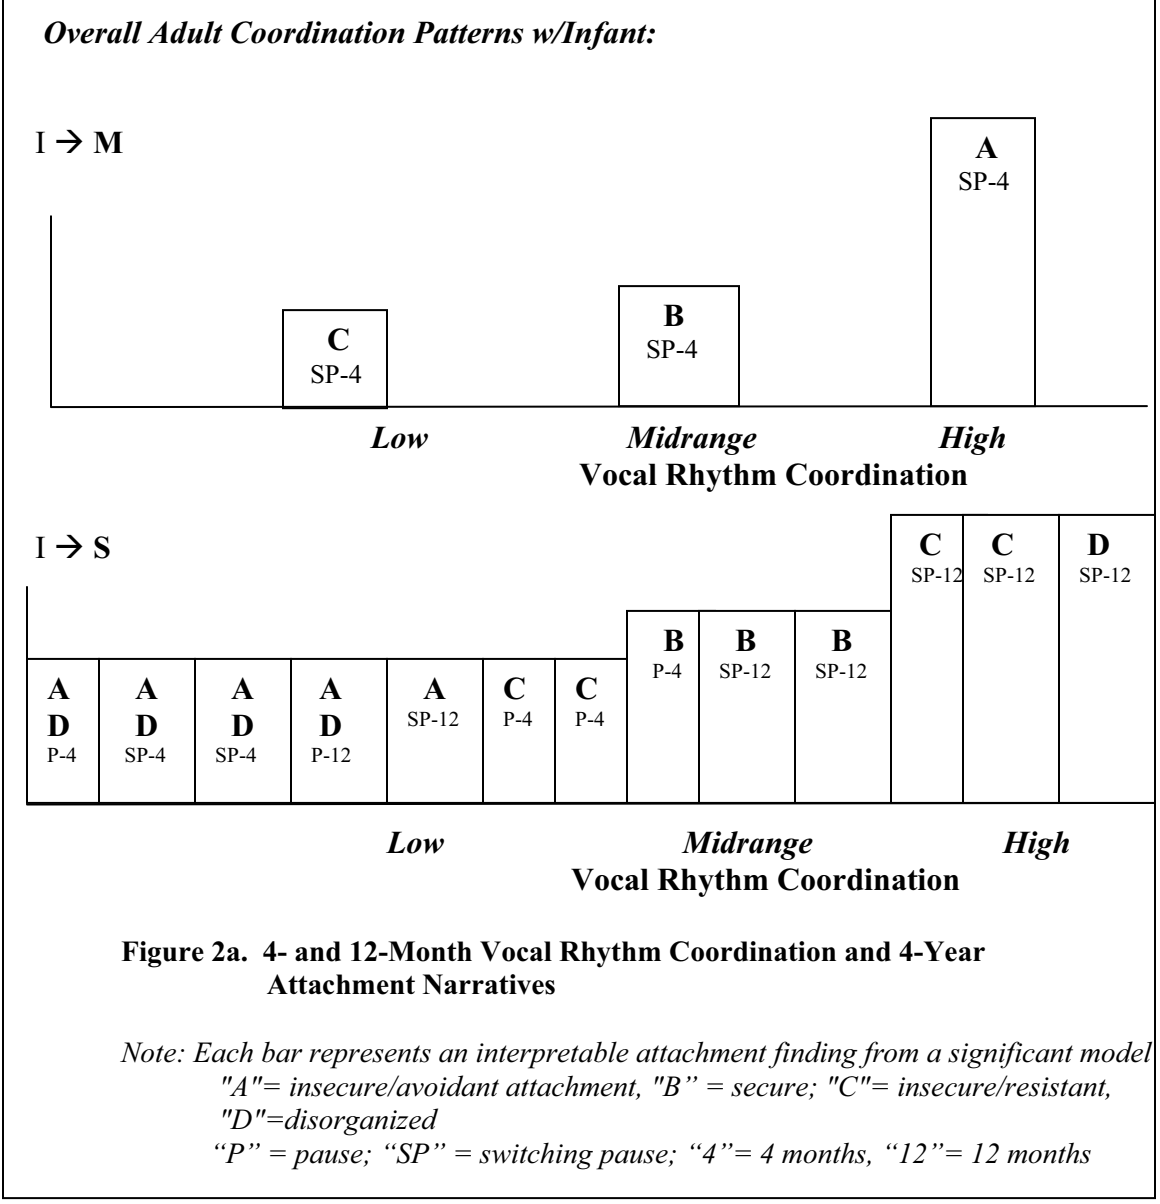 Overall Adult Coordination Patterns w/Infant:
I → M
A
SP-4
B
SP-4
C
SP-4
Low Midrange High
Vocal Rhythm Coordination
I → S
C C D
SP-12 SP-12 SP-12
B B B
P-4 SP-12 SP-12
A A A A A C C
D D D D SP-12 P-4 P-4
P-4 SP-4 SP-4 P-12
Low Midrange High
Vocal Rhythm Coordination
Figure 2a. 4- and 12-Month Vocal Rhythm Coordination and 4-Year
Attachment Narratives
Note: Each bar represents an interpretable attachment finding from a significant model
"A"= insecure/avoidant attachment, "B” = secure; "C"= insecure/resistant,
"D"=disorganized
“P” = pause; “SP” = switching pause; “4”= 4 months, “12”= 12 months